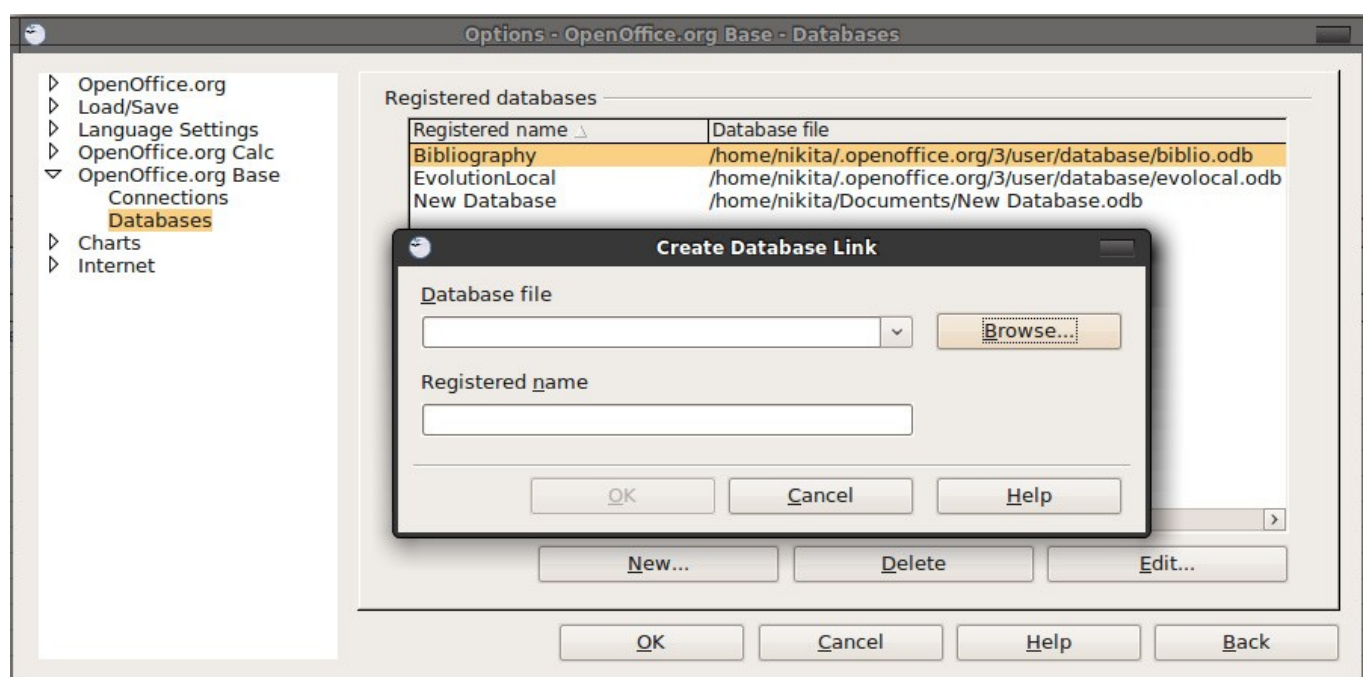 Options - OpenOffice.org Base - Databases
OpenOffice.org
Load/Save
Language Settings
OpenOffice.org Calc
OpenOffice.org Base
Connections
Databases
Charts
Internet
Registered databases
Registered name Database file
Bibliography /home/nikita/.openoffice.org/3/user/database/biblio.odb
EvolutionLocal /home/nikita/.openoffice.org/3/user/database/evolocal.odb
New Database /home/nikita/Documents/New Database.odb
Create Database Link
Database file
Browse...
Registered name
OK Cancel Help
New... Delete Edit...
OK Cancel Help Back